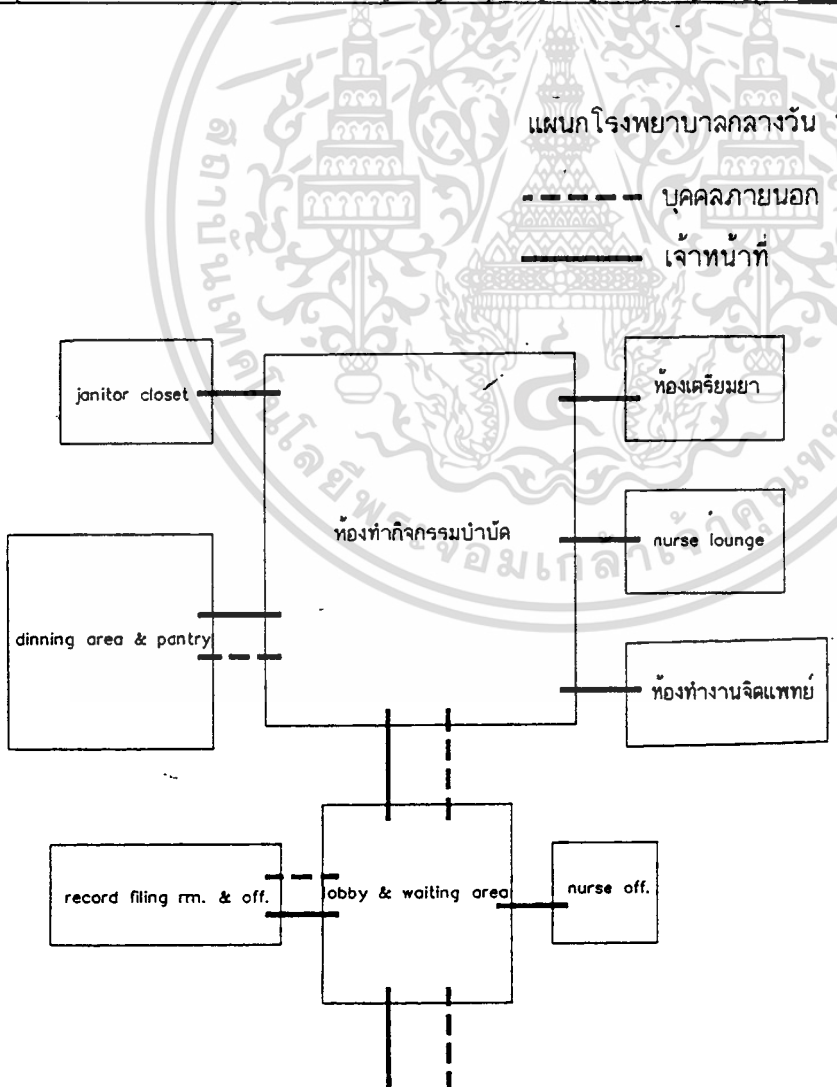 แผนกโรงพยาบาลกลางวัน
บุคคลภายนอก
เจ้าหน้าที่
janitor closet
ห้องเตรียมยา
ห้องทำกิจกรรมบำบัด
nurse lounge
dinning area & pantry
ห้องทำงานจิตแพทย์
record filing rm. & off.
lobby & waiting area
nurse off.